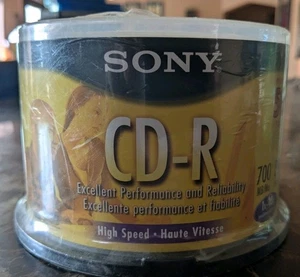 SONY
CD-R
700
Excellent Performance and Reliability
Excellente performance et fiabilité
High Speed • Haute Vitesse